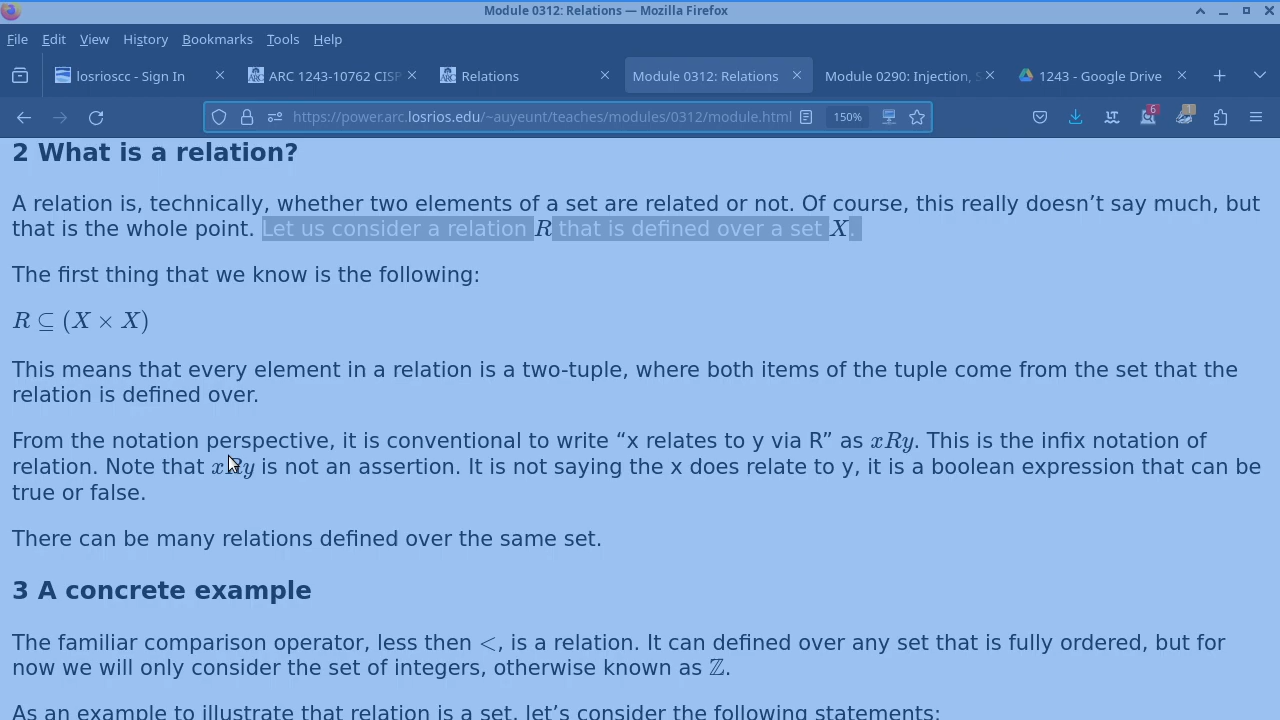 Module 0312: Relations — Mozilla Firefox
File Edit View History Bookmarks Tools Help
losrioscc - Sign In
ARC 1243-10762 CISP
Relations
Module 0312: Relations
Module 0290: Injection, S
1243 - Google Drive
https://power.arc.losrios.edu/~auyeunt/teaches/modules/0312/module.html
150%
6
1
2 What is a relation?
A relation is, technically, whether two elements of a set are related or not. Of course, this really doesn’t say much, but
that is the whole point. Let us consider a relation R that is defined over a set X.
The first thing that we know is the following:
R ⊆ (X × X)
This means that every element in a relation is a two-tuple, where both items of the tuple come from the set that the
relation is defined over.
From the notation perspective, it is conventional to write “x relates to y via R” as xRy. This is the infix notation of
relation. Note that xRy is not an assertion. It is not saying the x does relate to y, it is a boolean expression that can be
true or false.
There can be many relations defined over the same set.
3 A concrete example
The familiar comparison operator, less then <, is a relation. It can defined over any set that is fully ordered, but for
now we will only consider the set of integers, otherwise known as ℤ.
As an example to illustrate that relation is a set, let’s consider the following statements: